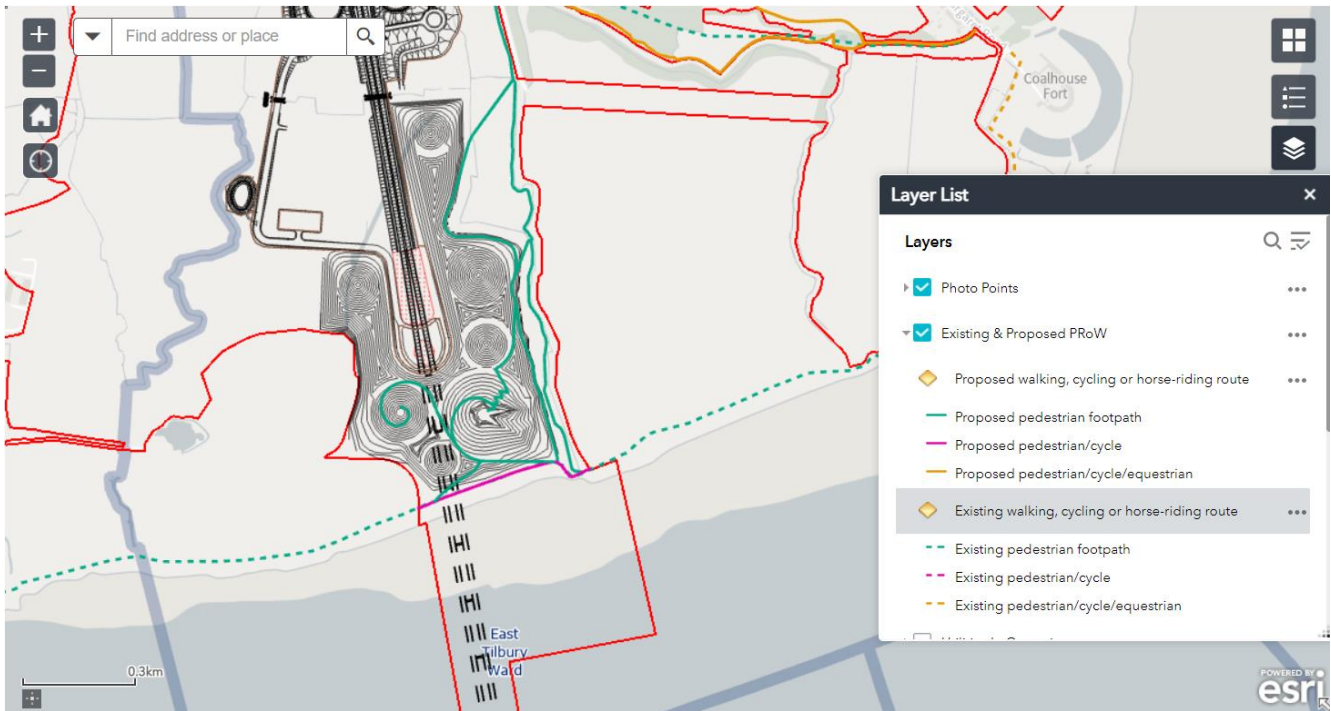 Find address or place
Coalhouse
Fort
Layer List
Layers
Photo Points
Existing & Proposed PRoW
Proposed walking, cycling or horse-riding route
Proposed pedestrian footpath
Proposed pedestrian/cycle
Proposed pedestrian/cycle/equestrian
Existing walking, cycling or horse-riding route
Existing pedestrian footpath
Existing pedestrian/cycle
Existing pedestrian/cycle/equestrian
East
Tilbury
Ward
0.3km
POWERED BY
esri